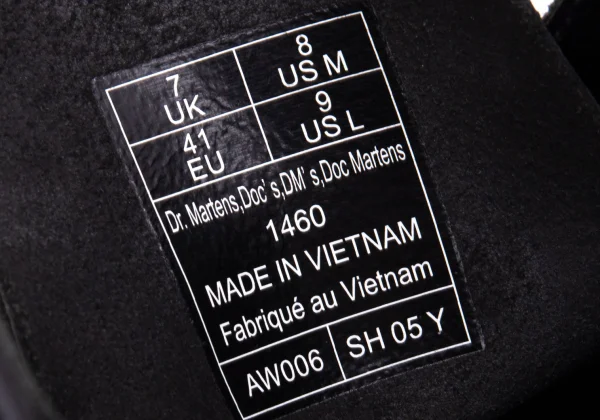 7 UK
8 US M
41 EU
9 US L
Dr. Martens,Doc' s,DM' s,Doc Martens
1460
MADE IN VIETNAM
Fabriqué au Vietnam
AW006
SH 05 Y